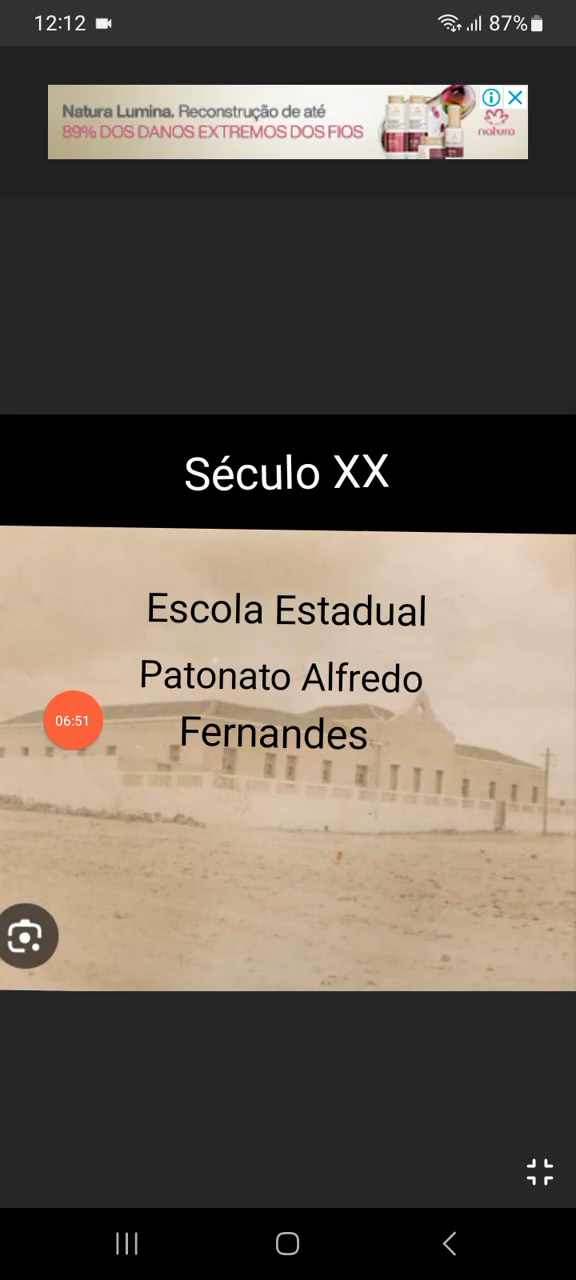 12:12
87%
Natura Lumina. Reconstrução de até
89% DOS DANOS EXTREMOS DOS FIOS
natura
Século XX
Escola Estadual
Patonato Alfredo
Fernandes
06:51